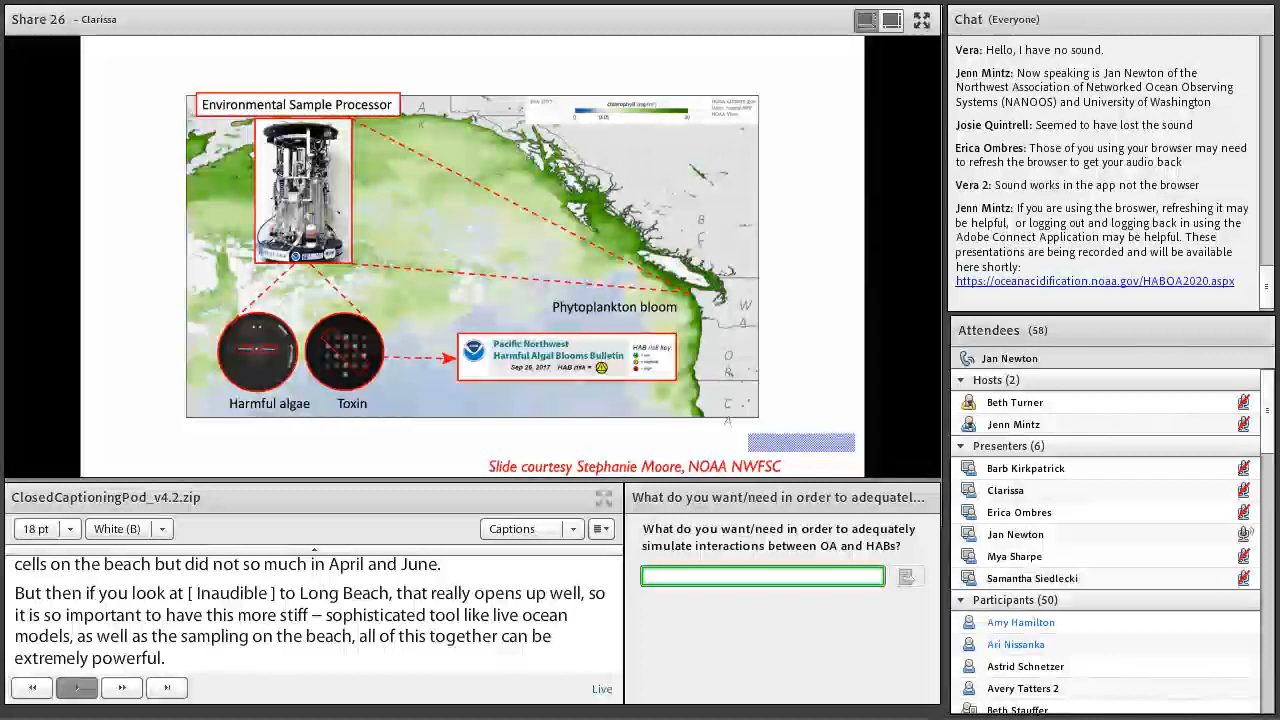 Share 26 - Clarissa
Environmental Sample Processor
A
K
chlorophyll (mg/m³)
0
0.05
30
B
C
Phytoplankton bloom
W
A
Pacific Northwest
Harmful Algal Blooms Bulletin
Sep 26, 2017 HAB risk =
HAB risk key
O
R
C
A
Harmful algae
Toxin
Slide courtesy Stephanie Moore, NOAA NWFSC
ClosedCaptioningPod_v4.2.zip
18 pt
White (B)
Captions
cells on the beach but did not so much in April and June.
But then if you look at [ Inaudible ] to Long Beach, that really opens up well, so
it is so important to have this more stiff – sophisticated tool like live ocean
models, as well as the sampling on the beach, all of this together can be
extremely powerful.
Live
What do you want/need in order to adequatel...
What do you want/need in order to adequately
simulate interactions between OA and HABs?
Chat (Everyone)
Vera: Hello, I have no sound.
Jenn Mintz: Now speaking is Jan Newton of the
Northwest Association of Networked Ocean Observing
Systems (NANOOS) and University of Washington
Josie Quintrell: Seemed to have lost the sound
Erica Ombres: Those of you using your browser may need
to refresh the browser to get your audio back
Vera 2: Sound works in the app not the browser
Jenn Mintz: If you are using the broswer, refreshing it may
be helpful, or logging out and logging back in using the
Adobe Connect Application may be helpful. These
presentations are being recorded and will be available
here shortly:
https://oceanacidification.noaa.gov/HABOA2020.aspx
Attendees (58)
Jan Newton
Hosts (2)
Beth Turner
Jenn Mintz
Presenters (6)
Barb Kirkpatrick
Clarissa
Erica Ombres
Jan Newton
Mya Sharpe
Samantha Siedlecki
Participants (50)
Amy Hamilton
Ari Nissanka
Astrid Schnetzer
Avery Tatters 2
Beth Stauffer